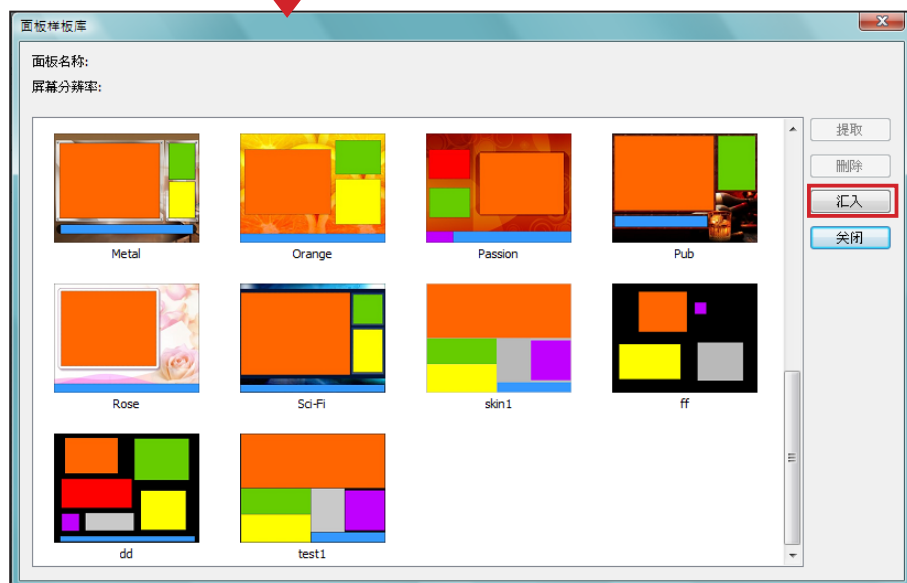 面板样板库
面板名称:
屏幕分辨率:
提取
删除
汇入
关闭
Metal
Orange
Passion
Pub
Rose
Sci-Fi
skin1
ff
dd
test1